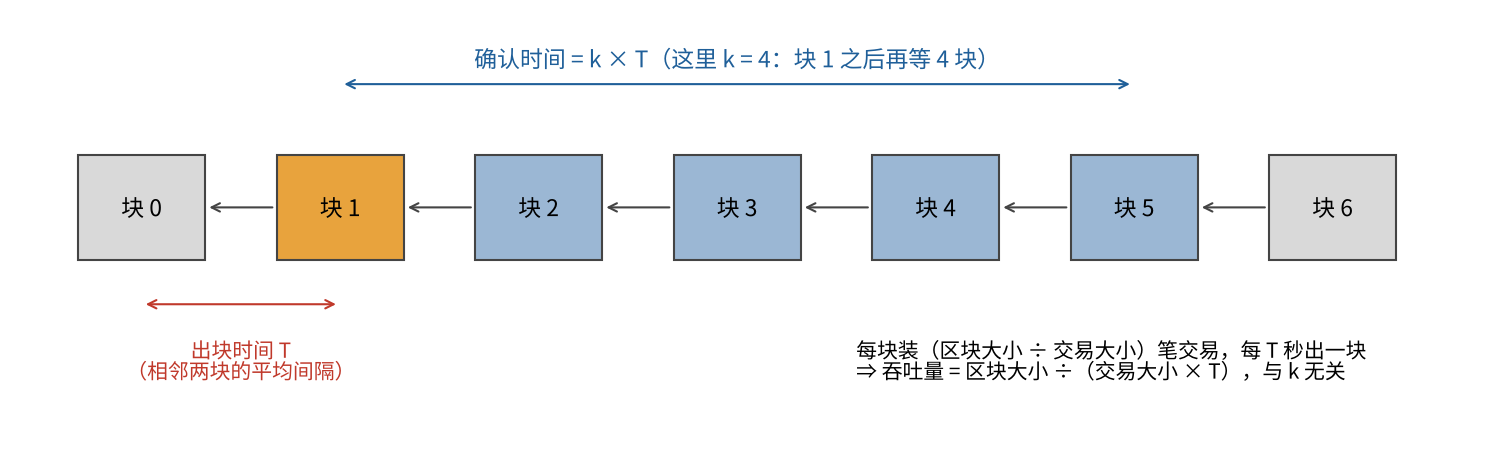 确认时间 = k × T（这里 k = 4：块 1 之后再等 4 块）
块 0
块 1
块 2
块 3
块 4
块 5
块 6
出块时间 T
（相邻两块的平均间隔）
每块装（区块大小 ÷ 交易大小）笔交易，每 T 秒出一块
⇒ 吞吐量 = 区块大小 ÷（交易大小 × T），与 k 无关